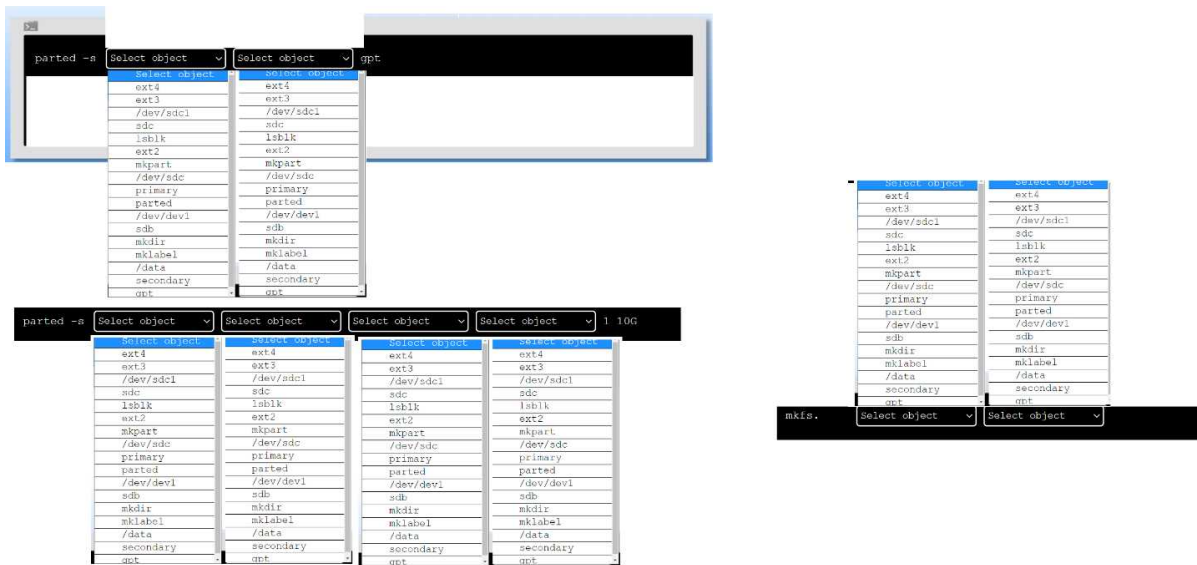 parted -s Select object Select object gpt
Select object Select object
ext4 ext4
ext3 ext3
/dev/sdc1 /dev/sdc1
sdc sdc
lsblk lsblk
ext2 ext2
mkpart mkpart
/dev/sdc /dev/sdc
primary primary
parted parted
/dev/dev1 /dev/dev1
sdb sdb
mkdir mkdir
mklabel mklabel
/data /data
secondary secondary
gpt gpt
parted -s Select object Select object Select object Select object 1 10G
Select object Select object Select object Select object
ext4 ext4 ext4 ext4
ext3 ext3 ext3 ext3
/dev/sdc1 /dev/sdc1 /dev/sdc1 /dev/sdc1
sdc sdc sdc sdc
lsblk lsblk lsblk lsblk
ext2 ext2 ext2 ext2
mkpart mkpart mkpart mkpart
/dev/sdc /dev/sdc /dev/sdc /dev/sdc
primary primary primary primary
parted parted parted parted
/dev/dev1 /dev/dev1 /dev/dev1 /dev/dev1
sdb sdb sdb sdb
mkdir mkdir mkdir mkdir
mklabel mklabel mklabel mklabel
/data /data /data /data
secondary secondary secondary secondary
gpt gpt gpt gpt
Select object Select object
ext4 ext4
ext3 ext3
/dev/sdc1 /dev/sdc1
sdc sdc
lsblk lsblk
ext2 ext2
mkpart mkpart
/dev/sdc /dev/sdc
primary primary
parted parted
/dev/dev1 /dev/dev1
sdb sdb
mkdir mkdir
mklabel mklabel
/data /data
secondary secondary
gpt gpt
mkfs. Select object Select object